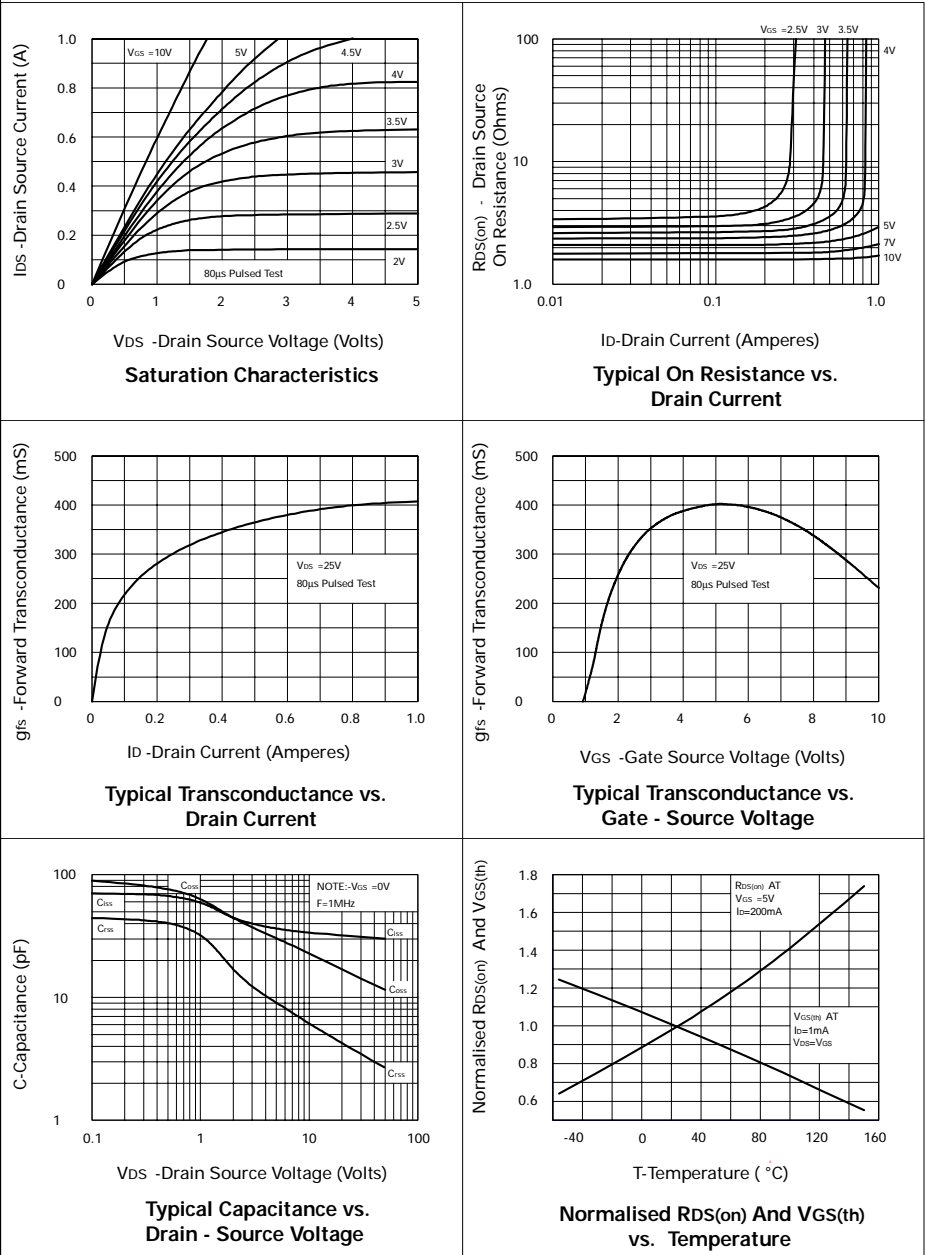 IDS -Drain Source Current (A)
1.0
0.8
0.6
0.4
0.2
0
VGS =10V
5V
4.5V
4V
3.5V
3V
2.5V
2V
80µs Pulsed Test
0 1 2 3 4 5
VDS -Drain Source Voltage (Volts)
Saturation Characteristics
RDS(on) - Drain Source
On Resistance (Ohms)
100
10
1.0
VGS =2.5V 3V 3.5V
4V
5V
7V
10V
0.01 0.1 1.0
ID-Drain Current (Amperes)
Typical On Resistance vs.
Drain Current
gfs -Forward Transconductance (mS)
500
400
300
200
100
0
VDS =25V
80µs Pulsed Test
0 0.2 0.4 0.6 0.8 1.0
ID -Drain Current (Amperes)
Typical Transconductance vs.
Drain Current
gfs -Forward Transconductance (mS)
500
400
300
200
100
0
VDS =25V
80µs Pulsed Test
0 2 4 6 8 10
VGS -Gate Source Voltage (Volts)
Typical Transconductance vs.
Gate - Source Voltage
C-Capacitance (pF)
100
10
1
Coss
Ciss
Crss
NOTE:-VGS =0V
F=1MHz
Ciss
Coss
Crss
0.1 1 10 100
VDS -Drain Source Voltage (Volts)
Typical Capacitance vs.
Drain - Source Voltage
Normalised RDS(on) And VGS(th)
1.8
1.6
1.4
1.2
1.0
0.8
0.6
RDS(on) AT
VGS =5V
ID=200mA
VGS(th) AT
ID=1mA
VDS=VGS
-40 0 40 80 120 160
T-Temperature ( °C)
Normalised RDS(on) And VGS(th)
vs. Temperature